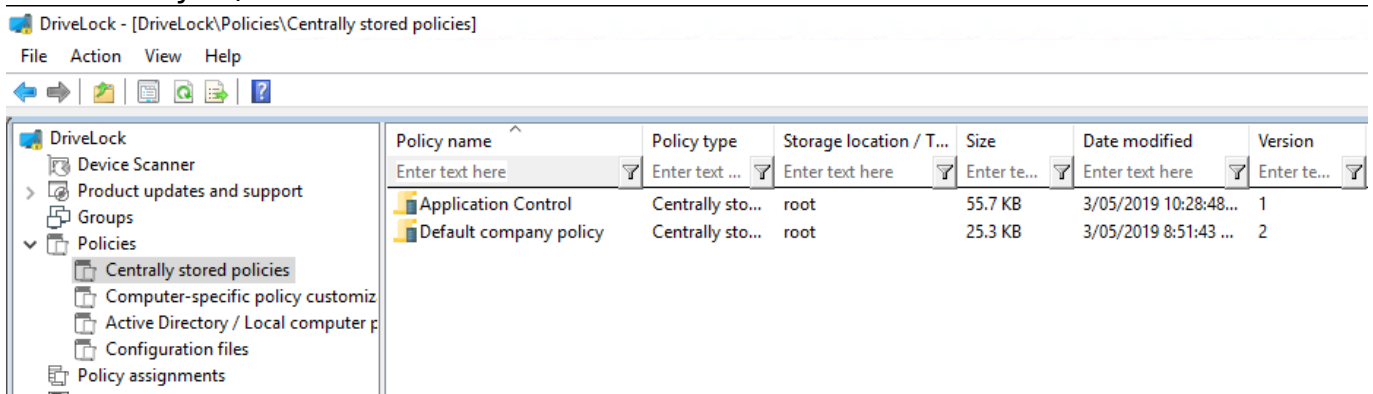 DriveLock - [DriveLock\Policies\Centrally stored policies]
File Action View Help
DriveLock
Device Scanner
Product updates and support
Groups
Policies
Centrally stored policies
Computer-specific policy customiz
Active Directory / Local computer p
Configuration files
Policy assignments
Policy name Policy type Storage location / T... Size Date modified Version
Enter text here Enter text ... Enter text here Enter te... Enter text here Enter te...
Application Control Centrally sto... root 55.7 KB 3/05/2019 10:28:48... 1
Default company policy Centrally sto... root 25.3 KB 3/05/2019 8:51:43 ... 2